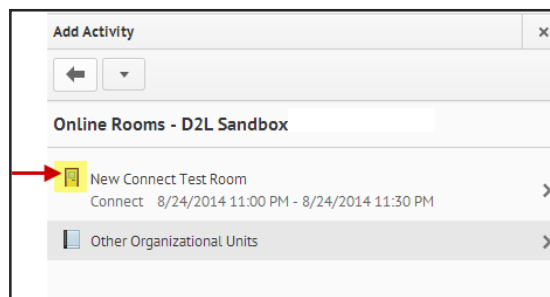 Add Activity
Online Rooms - D2L Sandbox
New Connect Test Room
Connect 8/24/2014 11:00 PM - 8/24/2014 11:30 PM
Other Organizational Units